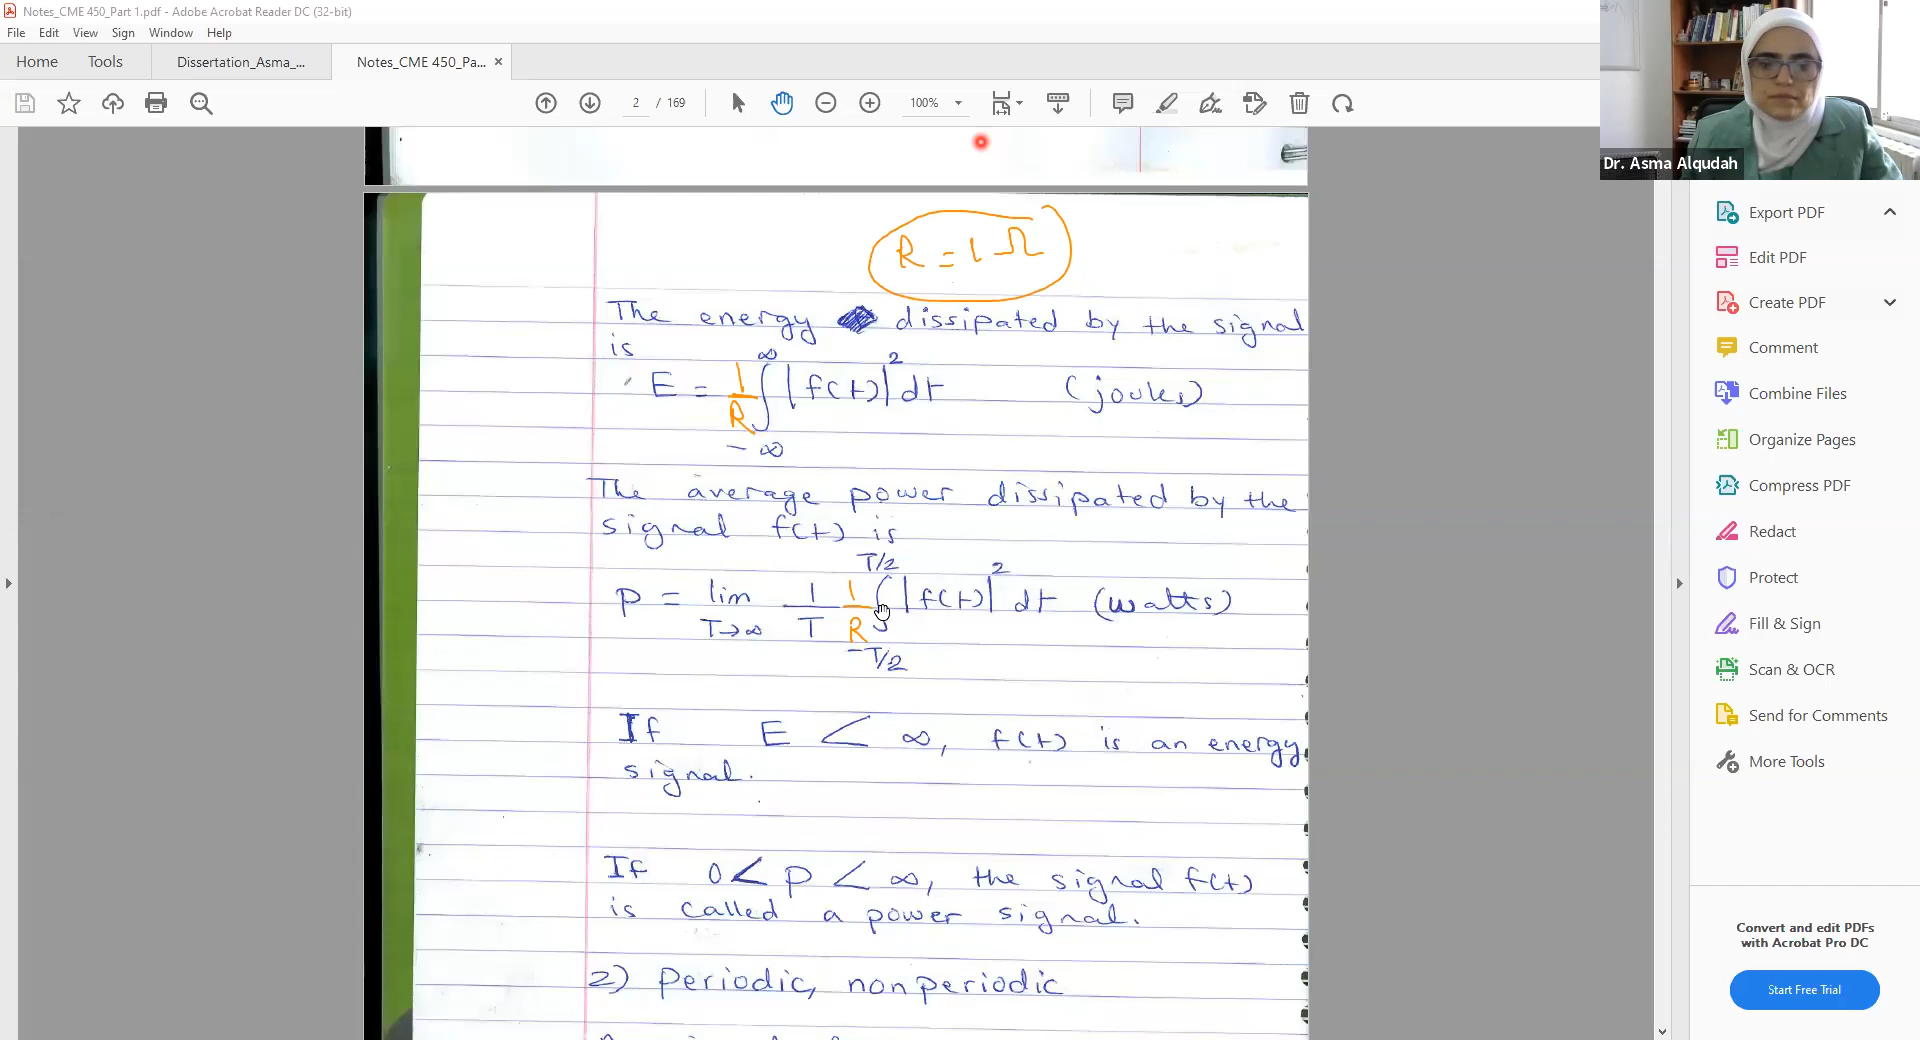 Notes_CME 450_Part 1.pdf - Adobe Acrobat Reader DC (32-bit)
File Edit View Sign Window Help
Home Tools Dissertation_Asma_... Notes_CME 450_Pa... ×
2 / 169 100%
Dr. Asma Alqudah
R = 1 Ω
The energy dissipated by the signal
is
E = 1/R ∫_{-∞}^{∞} |f(t)|² dt (joules)
The average power dissipated by the
signal f(t) is
P = lim_{T→∞} 1/T 1/R ∫_{-T/2}^{T/2} |f(t)|² dt (watts)
If E < ∞, f(t) is an energy
signal.
If 0 < P < ∞, the signal f(t)
is called a power signal.
2) Periodic, nonperiodic
Export PDF
Edit PDF
Create PDF
Comment
Combine Files
Organize Pages
Compress PDF
Redact
Protect
Fill & Sign
Scan & OCR
Send for Comments
More Tools
Convert and edit PDFs
with Acrobat Pro DC
Start Free Trial